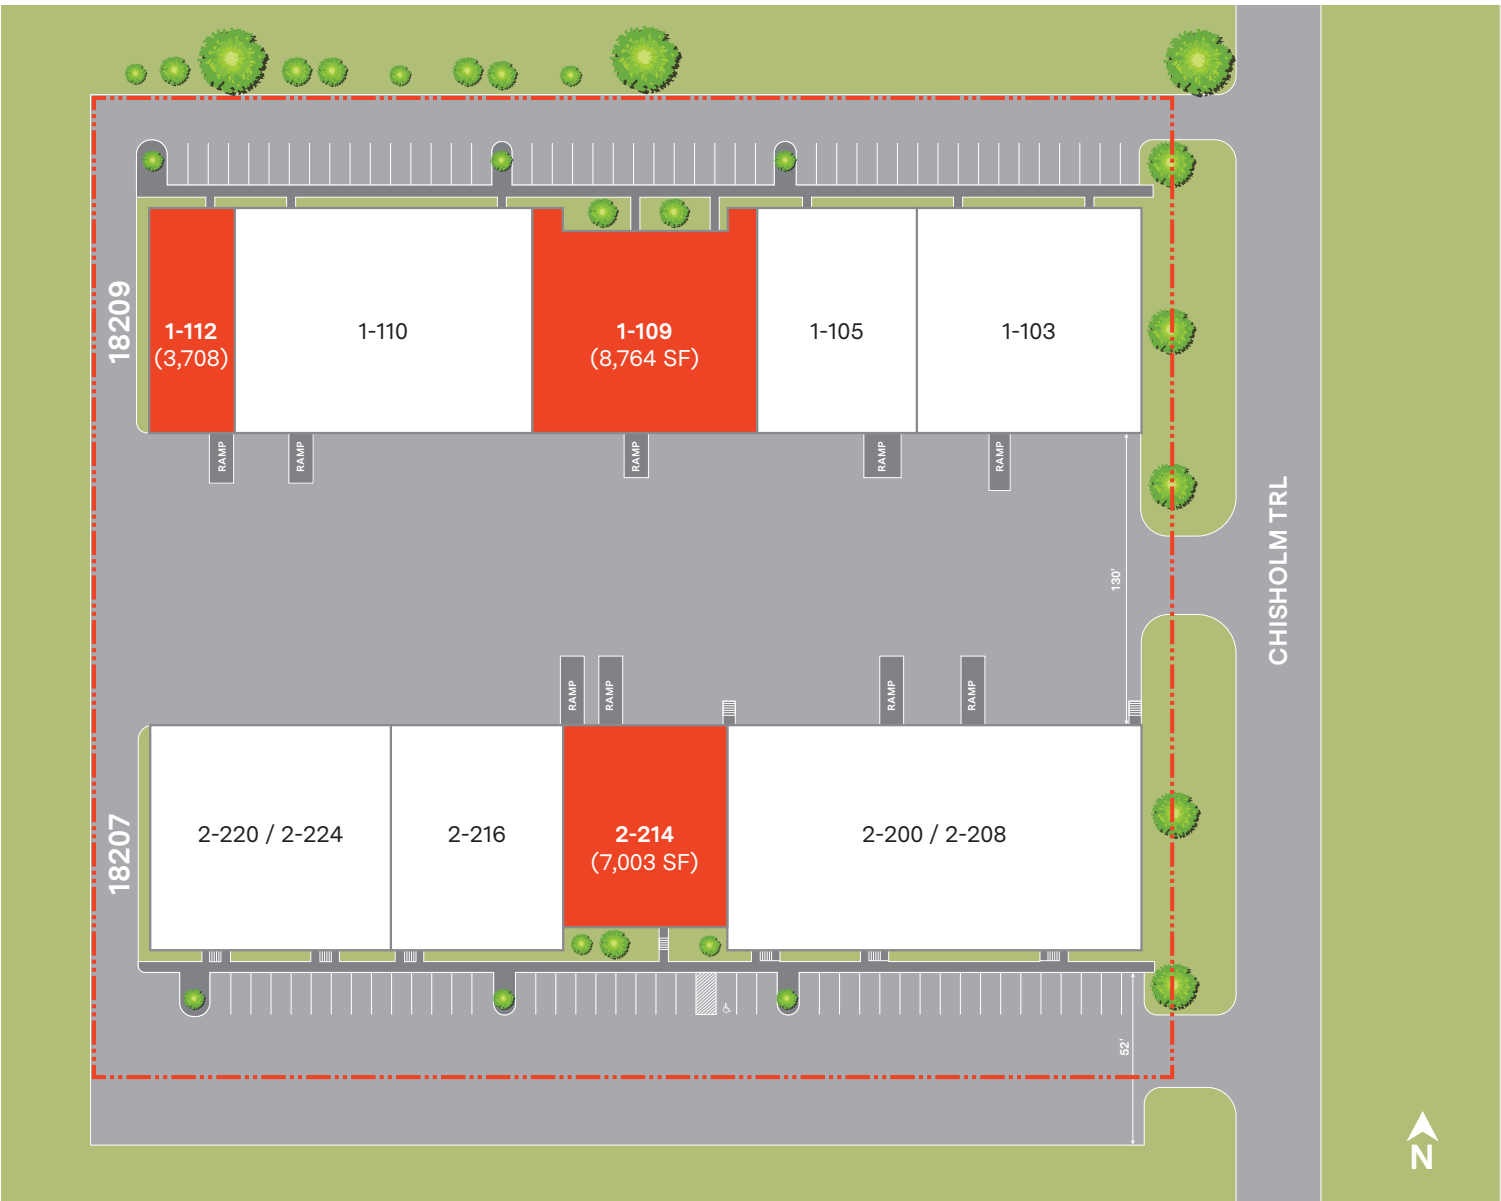 18209
1-112
(3,708)
1-110
1-109
(8,764 SF)
1-105
1-103
RAMP
RAMP
RAMP
RAMP
RAMP
130'
CHISHOLM TRL
RAMP
RAMP
RAMP
RAMP
18207
2-220 / 2-224
2-216
2-214
(7,003 SF)
2-200 / 2-208
52'
N